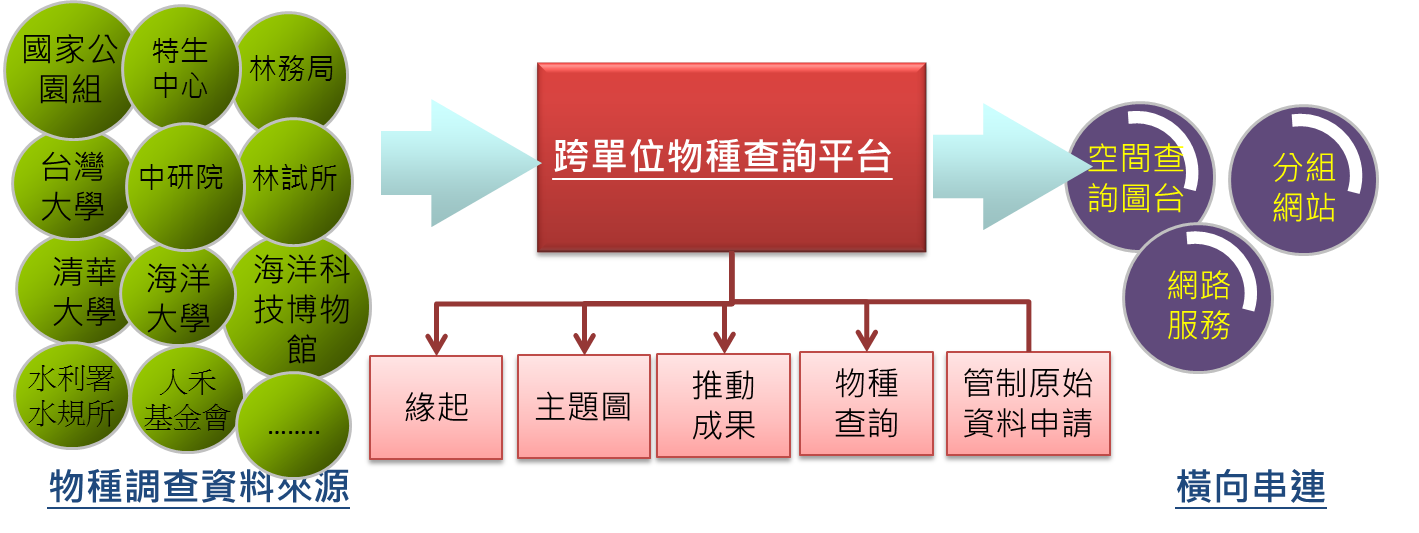 國家公
園組
特生
中心
林務局
台灣
大學
中研院
林試所
清華
大學
海洋
大學
海洋科
技博物
館
水利署
水規所
人禾
基金會
........
物種調查資料來源
跨單位物種查詢平台
緣起
主題圖
推動
成果
物種
查詢
管制原始
資料申請
空間查
詢圖台
分組
網站
網路
服務
橫向串連